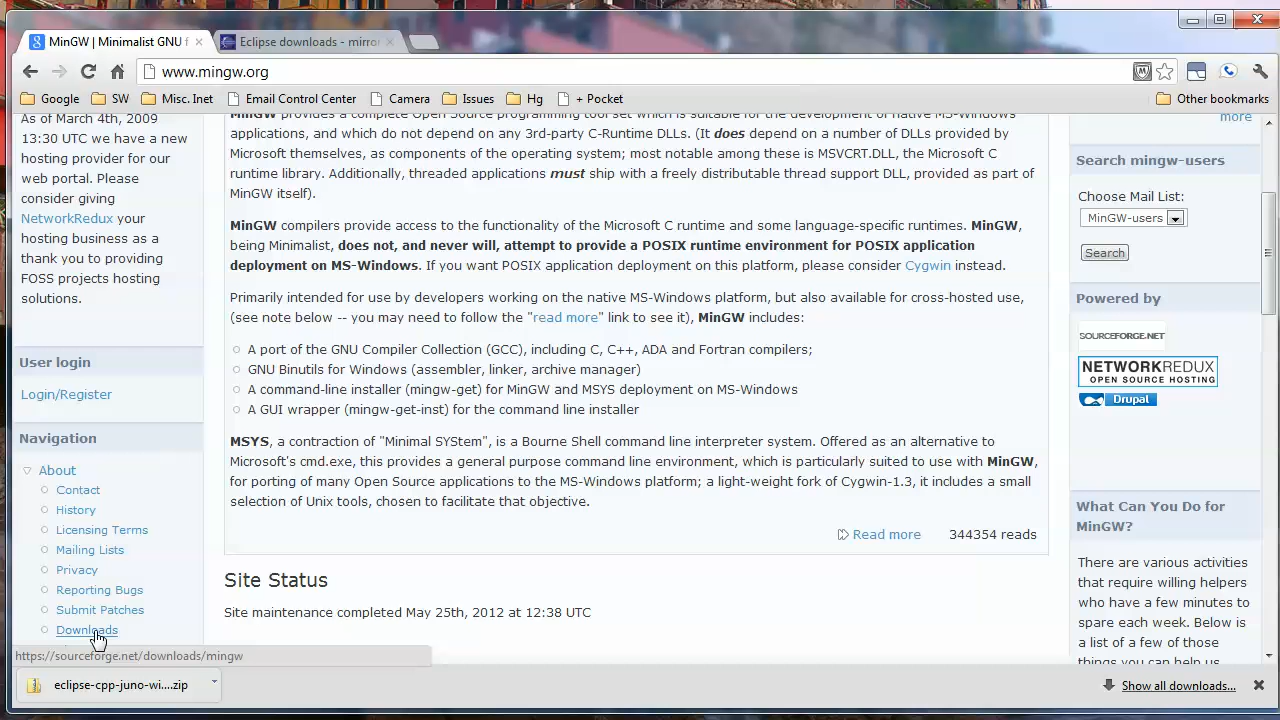 MinGW | Minimalist GNU f
Eclipse downloads - mirro
www.mingw.org
Google
SW
Misc. Inet
Email Control Center
Camera
Issues
Hg
+ Pocket
Other bookmarks
As of March 4th, 2009
13:30 UTC we have a new
hosting provider for our
web portal. Please
consider giving
NetworkRedux your
hosting business as a
thank you to providing
FOSS projects hosting
solutions.
User login
Login/Register
Navigation
About
Contact
History
Licensing Terms
Mailing Lists
Privacy
Reporting Bugs
Submit Patches
Downloads
MinGW provides a complete Open Source programming tool set which is suitable for the development of native MS-Windows
applications, and which do not depend on any 3rd-party C-Runtime DLLs. (It does depend on a number of DLLs provided by
Microsoft themselves, as components of the operating system; most notable among these is MSVCRT.DLL, the Microsoft C
runtime library. Additionally, threaded applications must ship with a freely distributable thread support DLL, provided as part of
MinGW itself).
MinGW compilers provide access to the functionality of the Microsoft C runtime and some language-specific runtimes. MinGW,
being Minimalist, does not, and never will, attempt to provide a POSIX runtime environment for POSIX application
deployment on MS-Windows. If you want POSIX application deployment on this platform, please consider Cygwin instead.
Primarily intended for use by developers working on the native MS-Windows platform, but also available for cross-hosted use,
(see note below -- you may need to follow the "read more" link to see it), MinGW includes:
A port of the GNU Compiler Collection (GCC), including C, C++, ADA and Fortran compilers;
GNU Binutils for Windows (assembler, linker, archive manager)
A command-line installer (mingw-get) for MinGW and MSYS deployment on MS-Windows
A GUI wrapper (mingw-get-inst) for the command line installer
MSYS, a contraction of "Minimal SYStem", is a Bourne Shell command line interpreter system. Offered as an alternative to
Microsoft's cmd.exe, this provides a general purpose command line environment, which is particularly suited to use with MinGW,
for porting of many Open Source applications to the MS-Windows platform; a light-weight fork of Cygwin-1.3, it includes a small
selection of Unix tools, chosen to facilitate that objective.
Read more 344354 reads
Site Status
Site maintenance completed May 25th, 2012 at 12:38 UTC
more
Search mingw-users
Choose Mail List:
MinGW-users
Search
Powered by
SOURCEFORGE.NET
NETWORKREDUX
OPEN SOURCE HOSTING
Drupal
What Can You Do for
MinGW?
There are various activities
that require willing helpers
who have a few minutes to
spare each week. Below is
a list of a few of those
things you can help us
https://sourceforge.net/downloads/mingw
eclipse-cpp-juno-wi....zip
Show all downloads...